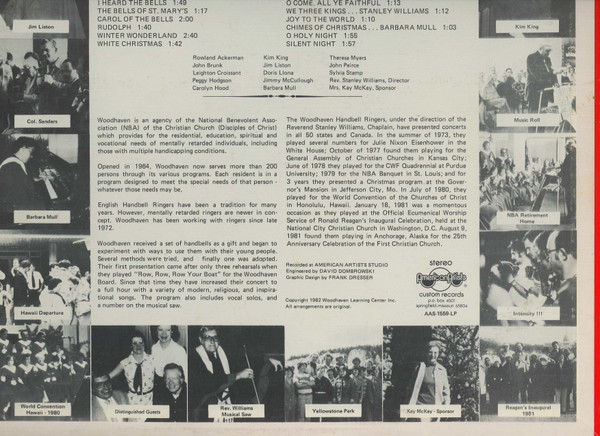 I HEARD THE BELLS 1:49
THE BELLS OF ST. MARY'S 1:17
CAROL OF THE BELLS 2:00
RUDOLPH 1:40
WINTER WONDERLAND 2:40
WHITE CHRISTMAS 1:42
O COME, ALL YE FAITHFUL 1:13
WE THREE KINGS . . . STANLEY WILLIAMS 1:12
JOY TO THE WORLD 1:10
CHIMES OF CHRISTMAS . . . BARBARA MULL 1:03
O HOLY NIGHT 1:56
SILENT NIGHT 1:57
Rowland Ackerman
John Brunk
Leighton Croissant
Peggy Hodgson
Carolyn Hood
Kim King
Jim Liston
Doris Llona
Jimmy McCullough
Barbara Mull
Theresa Myers
John Peirce
Sylvia Stamp
Rev. Stanley Williams, Director
Mrs. Kay McKay, Sponsor
Woodhaven is an agency of the National Benevolent Asso-
ciation (NBA) of the Christian Church (Disciples of Christ)
which provides for the residential, education, spiritual and
vocational needs of mentally retarded individuals, including
those with multiple handicapping conditions.
Opened in 1964, Woodhaven now serves more than 200
persons through its various programs. Each resident is in a
program designed to meet the special needs of that person -
whatever those needs may be.
English Handbell Ringers have been a tradition for many
years. However, mentally retarded ringers are newer in con-
cept. Woodhaven has been working with ringers since late
1972.
Woodhaven received a set of handbells as a gift and began to
experiment with ways to use them with their young people.
Several methods were tried, and finally one was adopted.
Their first presentation came after only three rehearsals when
they played "Row, Row, Row Your Boat" for the Woodhaven
Board. Since that time they have increased their concert to
a full hour with a variety of modern, religious, and inspira-
tional songs. The program also includes vocal solos, and
a number on the musical saw.
The Woodhaven Handbell Ringers, under the direction of the
Reverend Stanley Williams, Chaplain, have presented concerts
in all 50 states and Canada. In the summer of 1973, they
played several numbers for Julie Nixon Eisenhower in the
White House; October of 1977 found them playing for the
General Assembly of Christian Churches in Kansas City;
June of 1978 they played for the CWF Quadrennial at Purdue
University; 1979 for the NBA Banquet in St. Louis; and for
3 years they presented a Christmas program at the Gover-
nor's Mansion in Jefferson City, Mo. In July of 1980, they
played for the World Convention of the Churches of Christ
in Honolulu, Hawaii. January 18, 1981 was a momentous
occasion as they played at the Official Ecumenical Worship
Service of Ronald Reagan's Inaugural Celebration, held at the
National City Christian Church in Washington, D.C. August 9,
1981 found them playing in Anchorage, Alaska for the 25th
Anniversary Celebration of the First Christian Church.
Recorded at AMERICAN ARTISTS STUDIO
Engineered by DAVID DOMBROWSKI
Graphic Design by FRANK DRESSER
Copyright 1982 Woodhaven Learning Center Inc.
All arrangements are original.
stereo
American Artists
custom records
p.o. box
springfield, missouri
AAS-1559-LP
Jim Liston
Col. Sanders
Barbara Mull
Hawaii Departure
World Convention
Hawaii - 1980
Distinguished Guests
Rev. Williams
Musical Saw
Yellowstone Park
Kay McKay - Sponsor
Kim King
Music Roll
NBA Retirement
Home
Intensity !!!
Reagan's Inaugural
1981